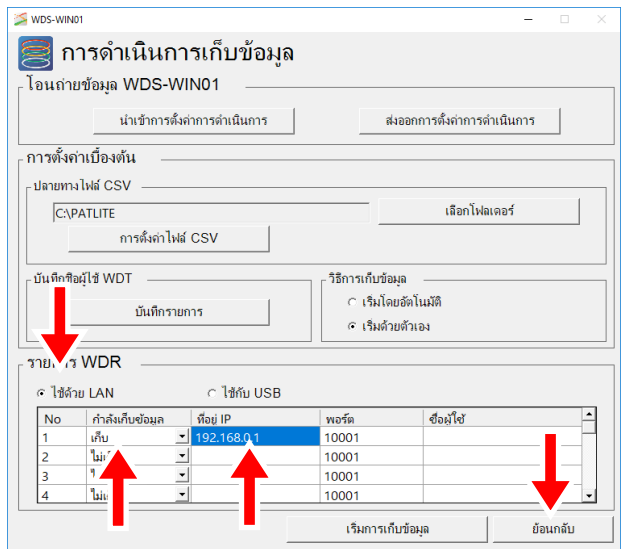 WDS-WIN01
การดำเนินการเก็บข้อมูล
โอนถ่ายข้อมูล WDS-WIN01
นำเข้าการตั้งค่าการดำเนินการ
ส่งออกการตั้งค่าการดำเนินการ
การตั้งค่าเบื้องต้น
ปลายทางไฟล์ CSV
C:\PATLITE
เลือกโฟลเดอร์
การตั้งค่าไฟล์ CSV
บันทึกชื่อผู้ใช้ WDT
วิธีการเก็บข้อมูล
บันทึกรายการ
เริ่มโดยอัตโนมัติ
เริ่มด้วยตัวเอง
รายการ WDR
ใช้ด้วย LAN ใช้กับ USB
No กำลังเก็บข้อมูล ที่อยู่ IP พอร์ต ชื่อผู้ใช้
1 เก็บ 192.168.0.1 10001
2 10001
3 10001
4 10001
เริ่มการเก็บข้อมูล ย้อนกลับ